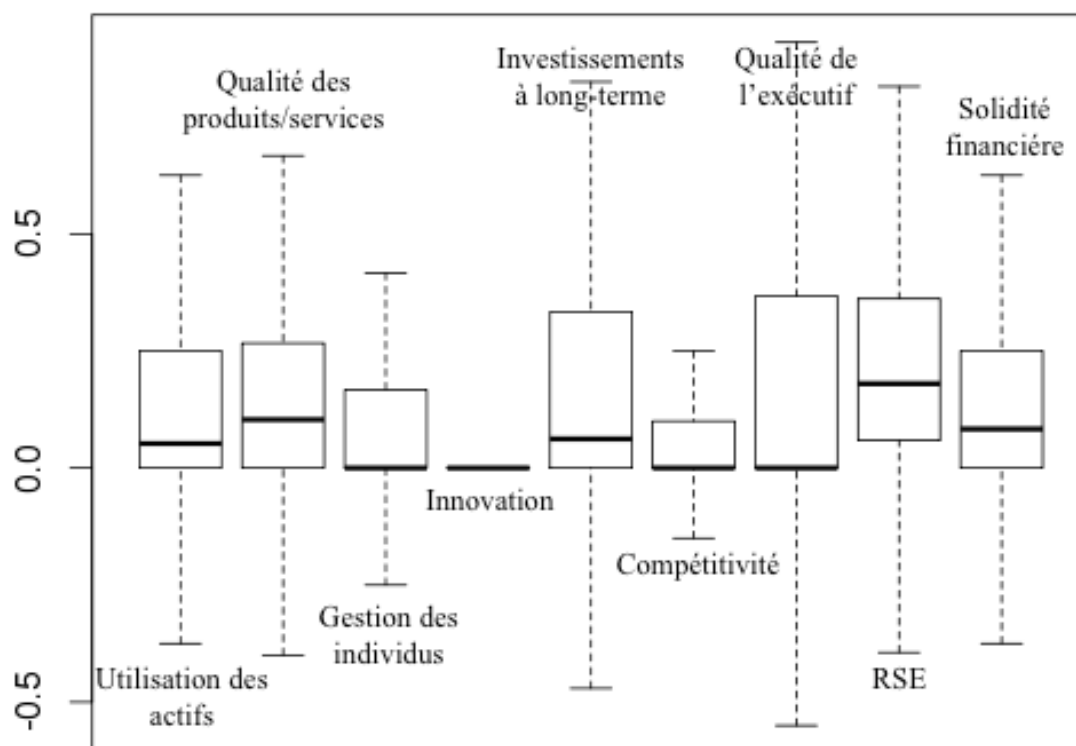 Investissements
à long-terme
Qualité de
l’exécutif
Qualité des
produits/services
Solidité
financiére
0.5
0.0
Innovation
Compétitivité
Gestion des
individus
Utilisation des
actifs
RSE
-0.5